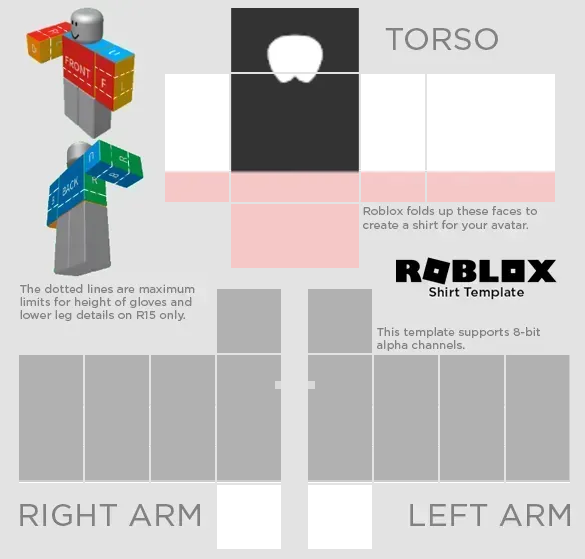 TORSO
FRONT
F
L
U
D
R
U
B
R
BACK
B
R
Roblox folds up these faces to
create a shirt for your avatar.
ROBLOX
Shirt Template
The dotted lines are maximum
limits for height of gloves and
lower leg details on R15 only.
This template supports 8-bit
alpha channels.
RIGHT ARM
LEFT ARM